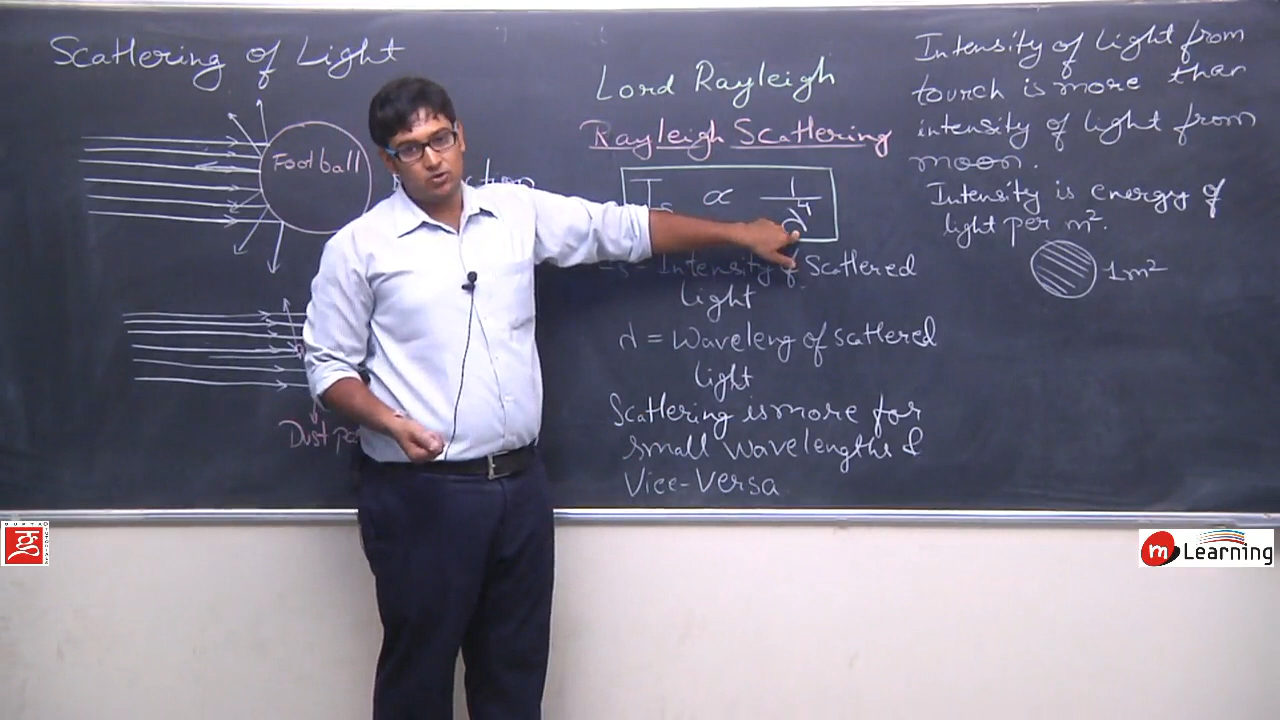 Scattering of Light
Football
Dust
Lord Rayleigh
Rayleigh Scattering
I s ∝ 1 / λ^4
s - Intensity of Scattered
light
λ = Waveleng of scattered
light
Scattering is more for
small wavelengths &
Vice-Versa
Intensity of light from
tourch is more than
intensity of light from
moon.
Intensity is energy of
light per m²
1m²
GUPTA
m Learning